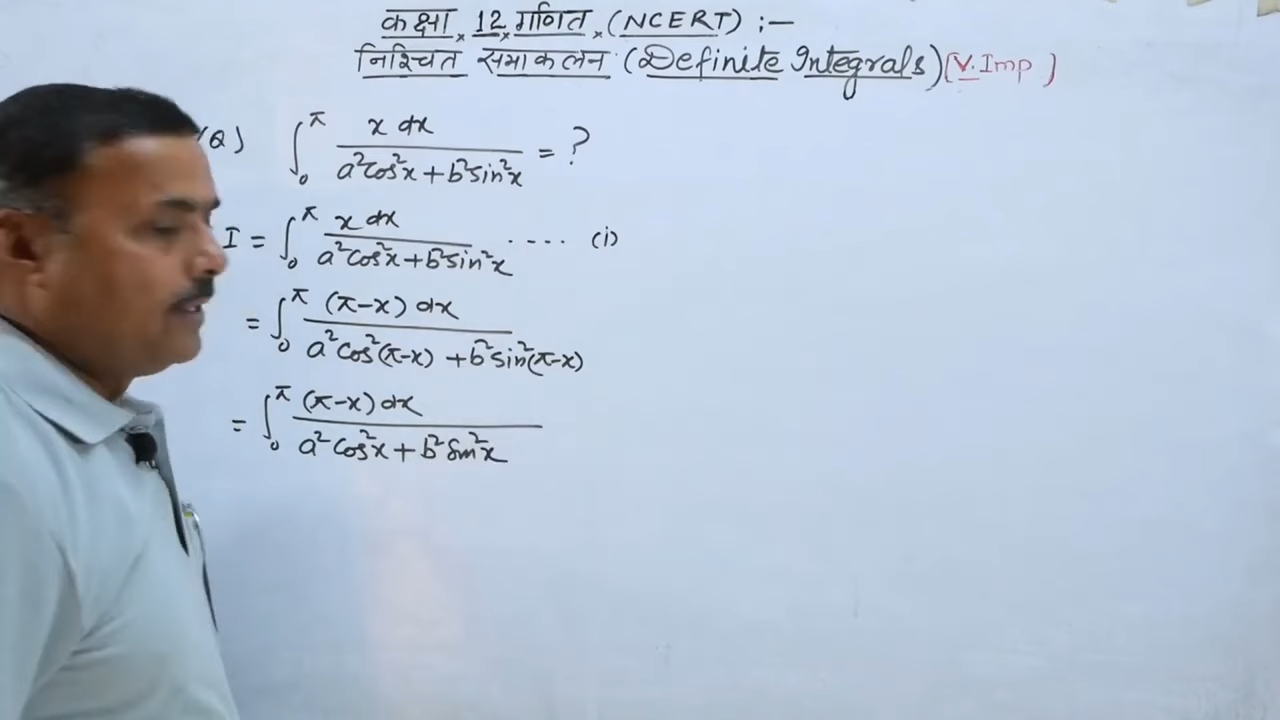 कक्षा × 12 × गणित × (NCERT) :—
निश्चित समाकलन (Definite Integrals) [V. Imp)
(Q) ∫₀^π x dx / (a²cos²x + b²sin²x) = ?
I = ∫₀^π x dx / (a²cos²x + b²sin²x) ..... (i)
= ∫₀^π (π-x) dx / (a²cos²(π-x) + b²sin²(π-x))
= ∫₀^π (π-x) dx / (a²cos²x + b²sin²x)